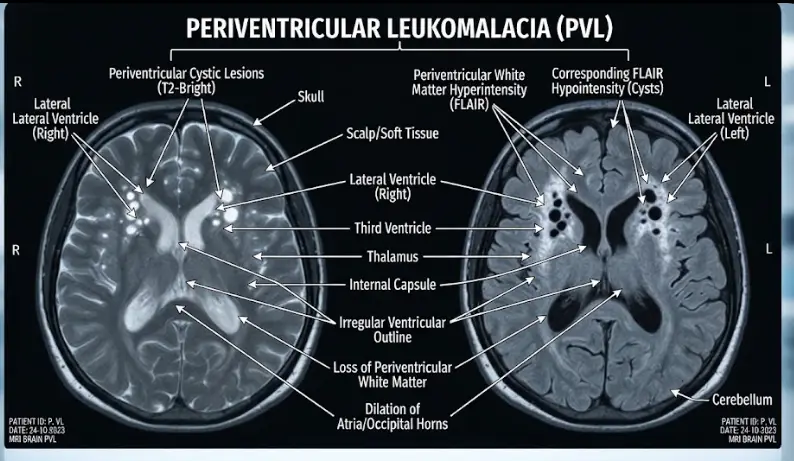 PERIVENTRICULAR LEUKOMALACIA (PVL)
R
Periventricular Cystic Lesions
(T2-Bright)
Lateral
Lateral Ventricle
(Right)
Skull
Scalp/Soft Tissue
Lateral Ventricle
(Right)
Third Ventricle
Thalamus
Internal Capsule
Irregular Ventricular
Outline
Loss of Periventricular
White Matter
Dilation of
Atria/Occipital Horns
Periventricular White
Matter Hyperintensity
(FLAIR)
Corresponding FLAIR
Hypointensity (Cysts)
L
Lateral
Lateral Ventricle
(Left)
R
L
Cerebellum
PATIENT ID: P, VL
DATE: 24-10-2023
MRI BRAIN PVL
PATIENT ID: P, VL
DATE: 24-10-2023
MRI BRAIN PVL